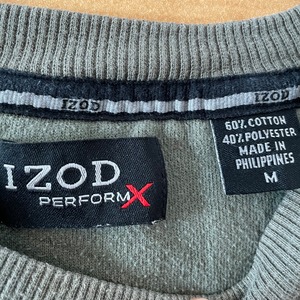 IZOD IZOD
IZOD
PERFORMX
60% COTTON
40% POLYESTER
MADE IN
PHILIPPINES
M